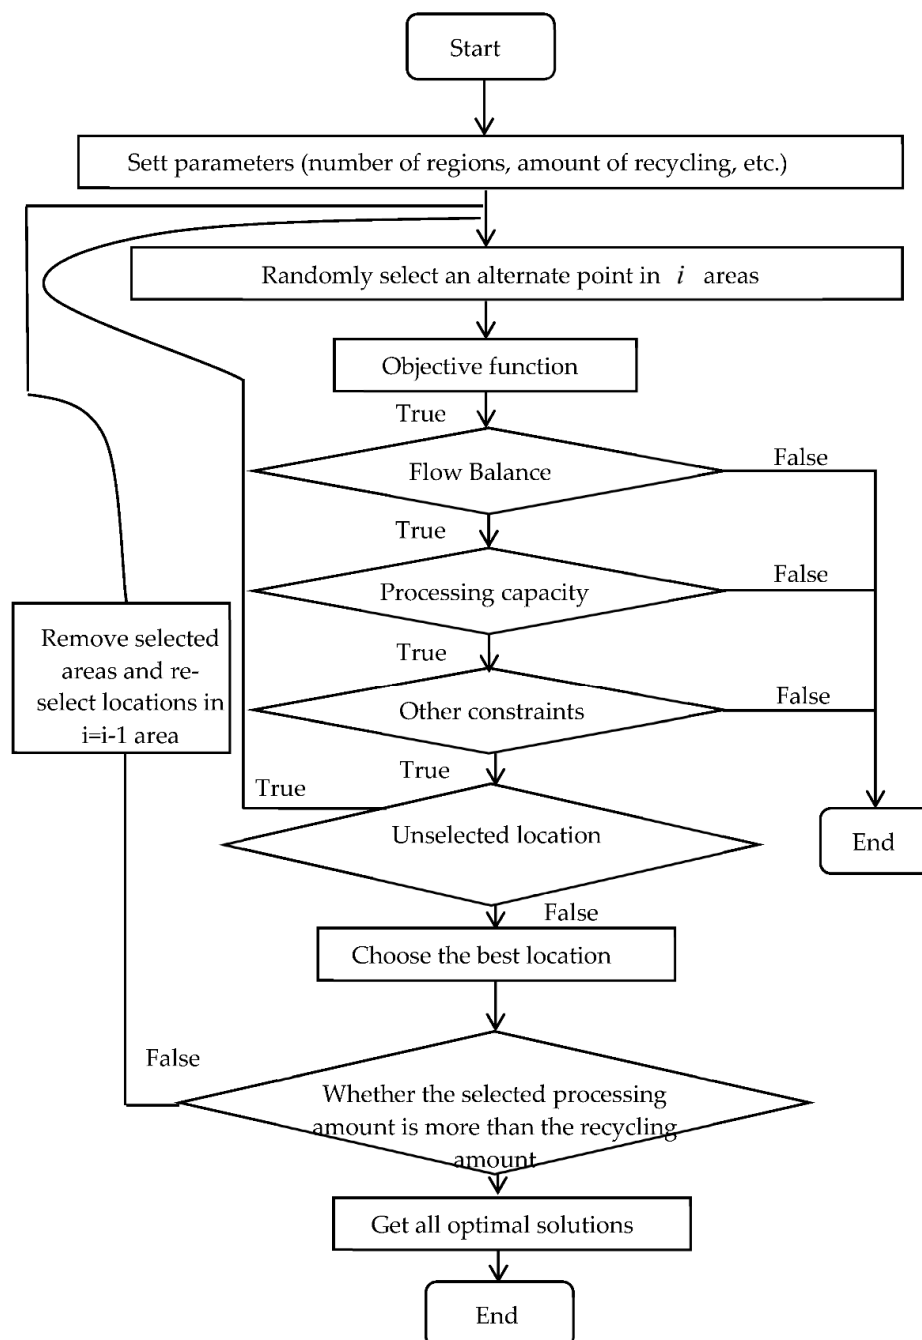 Start
Sett parameters (number of regions, amount of recycling, etc.)
Randomly select an alternate point in i areas
Objective function
True
Flow Balance
False
True
Processing capacity
False
True
Remove selected
areas and re-
select locations in
i=i-1 area
Other constraints
False
True
True
Unselected location
End
False
Choose the best location
False
Whether the selected processing
amount is more than the recycling
amount
Get all optimal solutions
End